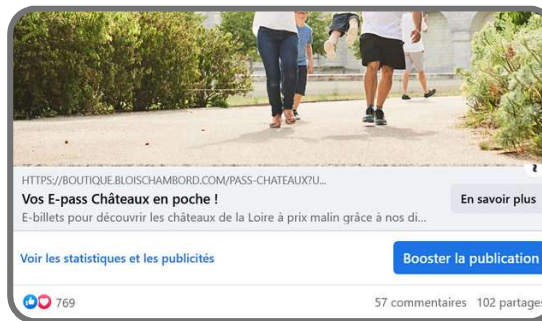 HTTPS://BOUTIQUE.BLOISCHAMBORD.COM/PASS-CHATEAUX?U...
Vos E-pass Châteaux en poche !
En savoir plus
E-billets pour découvrir les châteaux de la Loire à prix malin grâce à nos di...
Voir les statistiques et les publicités
Booster la publication
769
57 commentaires 102 partages